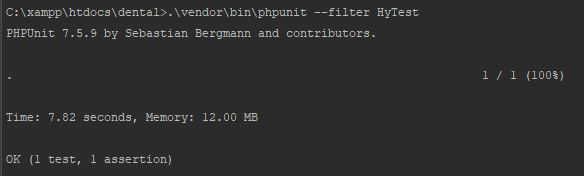 C:\xampp\htdocs\dental>.\vendor\bin\phpunit --filter HyTest
PHPUnit 7.5.9 by Sebastian Bergmann and contributors.
. 1 / 1 (100%)
Time: 7.82 seconds, Memory: 12.00 MB
OK (1 test, 1 assertion)